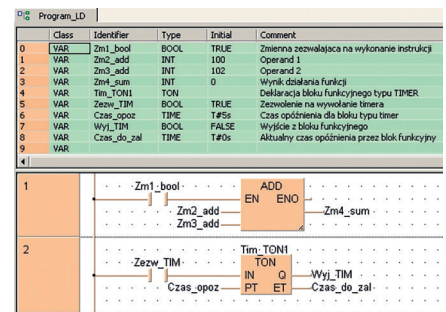 Program_LD
Class Identifier Type Initial Comment
0 VAR Zm1_bool BOOL TRUE Zmienna zezwalająca na wykonanie instrukcji
1 VAR Zm2_add INT 100 Operand 1
2 VAR Zm3_add INT 102 Operand 2
3 VAR Zm4_sum INT 0 Wynik działania funkcji
4 VAR Tim_TON1 TON Deklaracja bloku funkcyjnego typu TIMER
5 VAR Zezw_TIM BOOL TRUE Zezwolenie na wywołanie timera
6 VAR Czas_opoz TIME T#5s Czas opóźnienia dla bloku typu timer
7 VAR Wyj_TIM BOOL FALSE Wyjście z bloku funkcyjnego
8 VAR Czas_do_zal TIME T#0s Aktualny czas opóźnienia przez blok funkcyjny
9 VAR
1
Zm1_bool ADD
EN ENO
Zm2_add Zm4_sum
Zm3_add
2
Tim_TON1
Zezw_TIM TON
IN Q Wyj_TIM
Czas_opoz PT ET Czas_do_zal